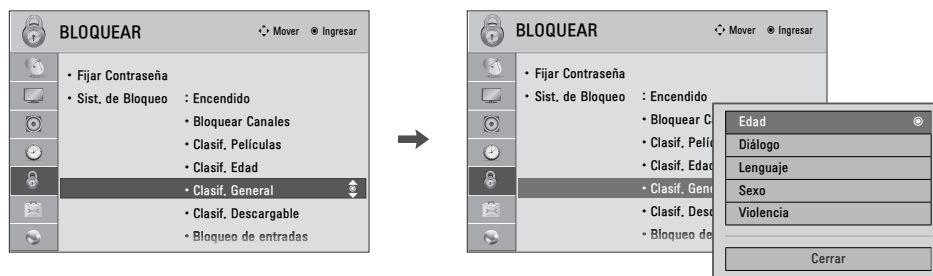 BLOQUEAR
Mover
Ingresar
• Fijar Contraseña
• Sist. de Bloqueo : Encendido
• Bloquear Canales
• Clasif. Películas
• Clasif. Edad
• Clasif. General
• Clasif. Descargable
• Bloqueo de entradas
BLOQUEAR
Mover
Ingresar
• Fijar Contraseña
• Sist. de Bloqueo : Encendido
• Bloquear C
• Clasif. Pelí
• Clasif. Edad
• Clasif. Gene
• Clasif. Desc
• Bloqueo de
Edad
Diálogo
Lenguaje
Sexo
Violencia
Cerrar